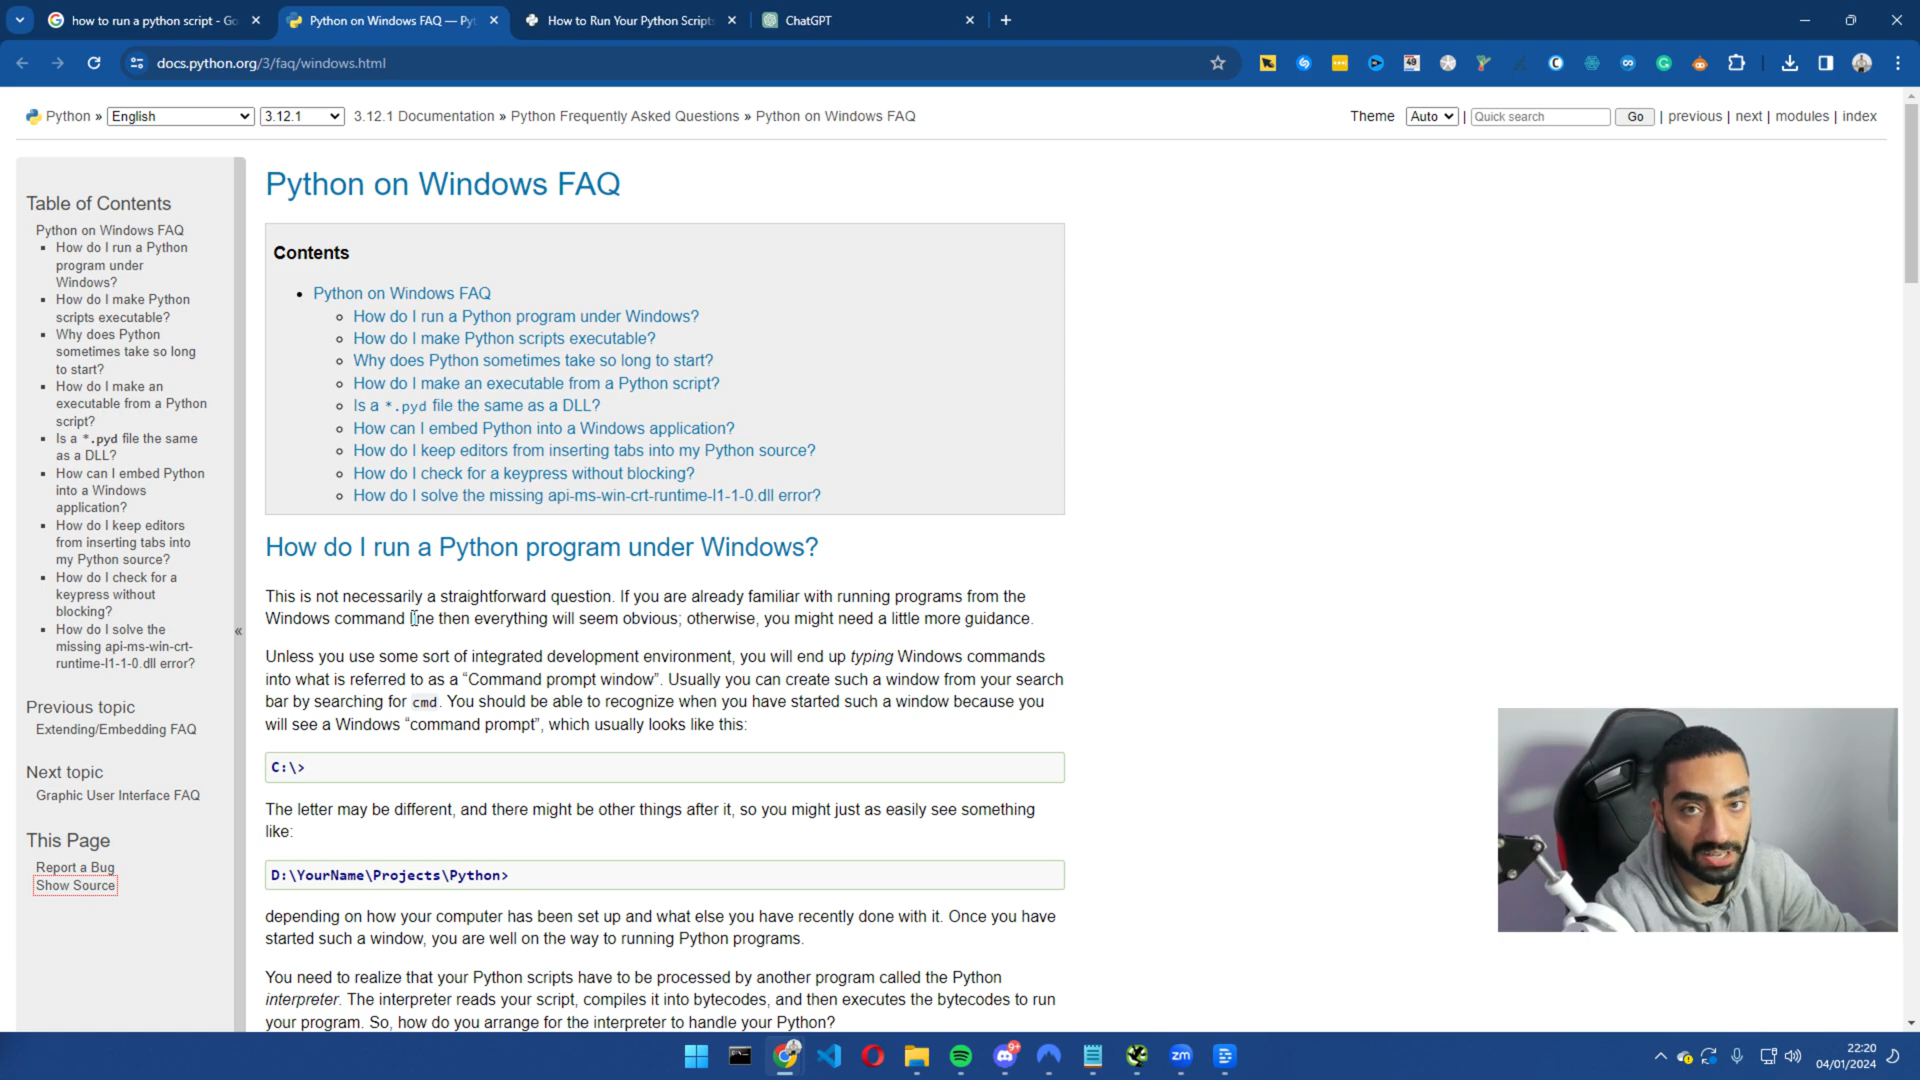 how to run a python script - Go
Python on Windows FAQ — Pyt
How to Run Your Python Scripts
ChatGPT
docs.python.org/3/faq/windows.html
49
Python »
English
3.12.1
3.12.1 Documentation » Python Frequently Asked Questions » Python on Windows FAQ
Theme
Auto
|
Quick search
Go
| previous | next | modules | index
Table of Contents
Python on Windows FAQ
How do I run a Python
program under
Windows?
How do I make Python
scripts executable?
Why does Python
sometimes take so long
to start?
How do I make an
executable from a Python
script?
Is a *.pyd file the same
as a DLL?
How can I embed Python
into a Windows
application?
How do I keep editors
from inserting tabs into
my Python source?
How do I check for a
keypress without
blocking?
How do I solve the
missing api-ms-win-crt-
runtime-l1-1-0.dll error?
Previous topic
Extending/Embedding FAQ
Next topic
Graphic User Interface FAQ
This Page
Report a Bug
Show Source
«
Python on Windows FAQ
Contents
Python on Windows FAQ
How do I run a Python program under Windows?
How do I make Python scripts executable?
Why does Python sometimes take so long to start?
How do I make an executable from a Python script?
Is a *.pyd file the same as a DLL?
How can I embed Python into a Windows application?
How do I keep editors from inserting tabs into my Python source?
How do I check for a keypress without blocking?
How do I solve the missing api-ms-win-crt-runtime-l1-1-0.dll error?
How do I run a Python program under Windows?
This is not necessarily a straightforward question. If you are already familiar with running programs from the
Windows command line then everything will seem obvious; otherwise, you might need a little more guidance.
Unless you use some sort of integrated development environment, you will end up typing Windows commands
into what is referred to as a “Command prompt window”. Usually you can create such a window from your search
bar by searching for cmd. You should be able to recognize when you have started such a window because you
will see a Windows “command prompt”, which usually looks like this:
C:\>
The letter may be different, and there might be other things after it, so you might just as easily see something
like:
D:\YourName\Projects\Python>
depending on how your computer has been set up and what else you have recently done with it. Once you have
started such a window, you are well on the way to running Python programs.
You need to realize that your Python scripts have to be processed by another program called the Python
interpreter. The interpreter reads your script, compiles it into bytecodes, and then executes the bytecodes to run
your program. So, how do you arrange for the interpreter to handle your Python?
9+
zm
22:20
04/01/2024